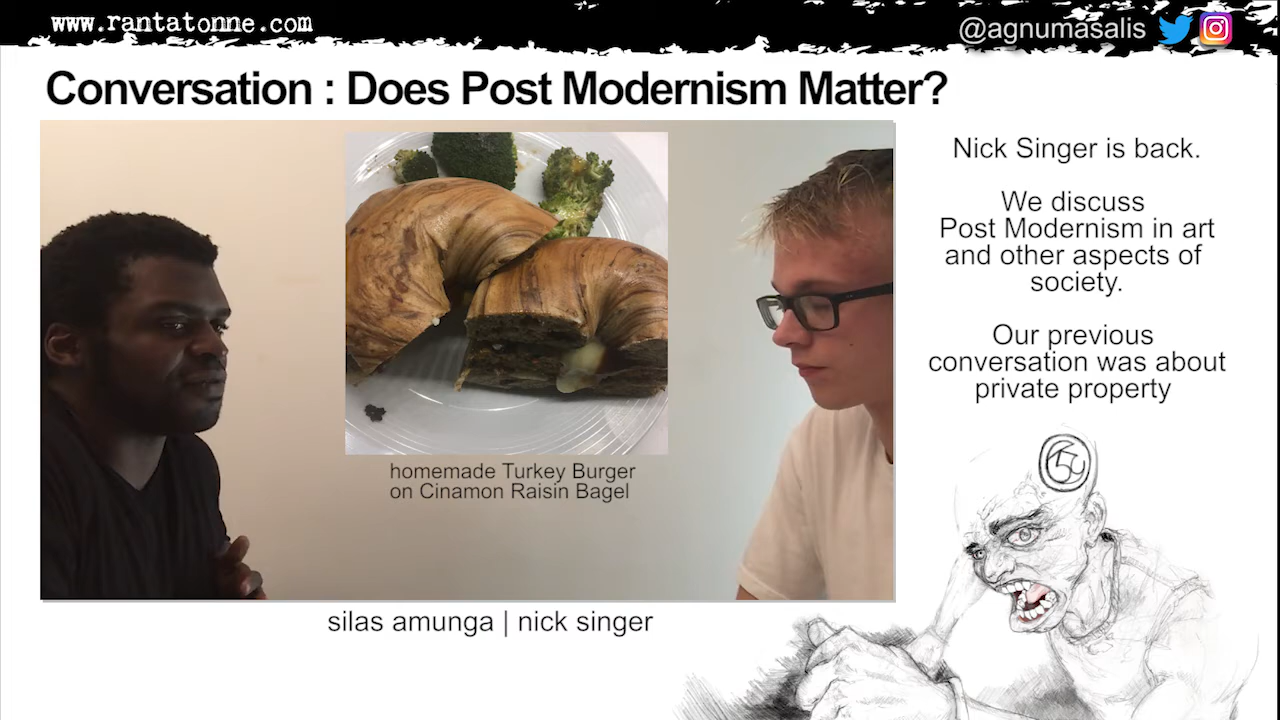 www.rantatonne.com
@agnumasalis
Conversation : Does Post Modernism Matter?
Nick Singer is back.
We discuss
Post Modernism in art
and other aspects of
society.
Our previous
conversation was about
private property
homemade Turkey Burger
on Cinamon Raisin Bagel
silas amunga | nick singer